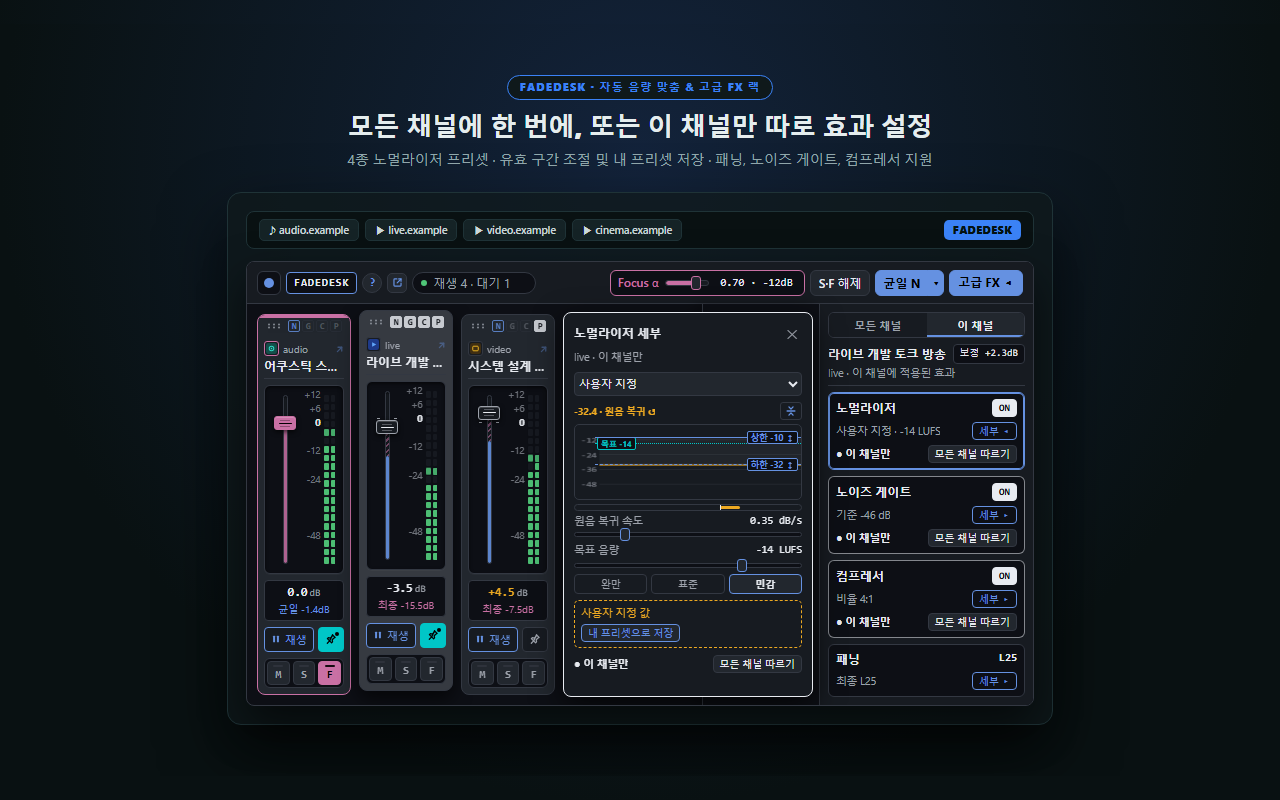 FADEDESK · 자동 음량 맞춤 & 고급 FX 랙
모든 채널에 한 번에, 또는 이 채널만 따로 효과 설정
4종 노멀라이저 프리셋 · 유효 구간 조절 및 내 프리셋 저장 · 패닝, 노이즈 게이트, 컴프레서 지원
♪ audio.example
▶ live.example
▶ video.example
▶ cinema.example
FADEDESK
FADEDESK
?
재생 4 · 대기 1
Focus α
0.70 · -12dB
S·F 해제
균일 N
고급 FX
N G C P
audio
어쿠스틱 스...
+12
+6
0
-12
-24
-48
0.0 dB
균일 -1.4dB
재생
M S F
N G C P
live
라이브 개발 ...
+12
+6
0
-12
-24
-48
-3.5 dB
최종 -15.5dB
재생
M S F
N G C P
video
시스템 설계 ...
+12
+6
0
-12
-24
-48
+4.5 dB
최종 -7.5dB
재생
M S F
노멀라이저 세부
live · 이 채널만
사용자 지정
-32.4 · 원음 복귀 ↺
-12
-24
-36
-48
목표 -14
상한 -10 ↕
하한 -32 ↕
원음 복귀 속도
0.35 dB/s
목표 음량
-14 LUFS
완만
표준
민감
사용자 지정 값
내 프리셋으로 저장
● 이 채널만
모든 채널 따르기
모든 채널
이 채널
라이브 개발 토크 방송
보정 +2.3dB
live · 이 채널에 적용된 효과
노멀라이저
ON
사용자 지정 · -14 LUFS
세부
● 이 채널만
모든 채널 따르기
노이즈 게이트
ON
기준 -46 dB
세부
● 이 채널만
모든 채널 따르기
컴프레서
ON
비율 4:1
세부
● 이 채널만
모든 채널 따르기
패닝
L25
최종 L25
세부